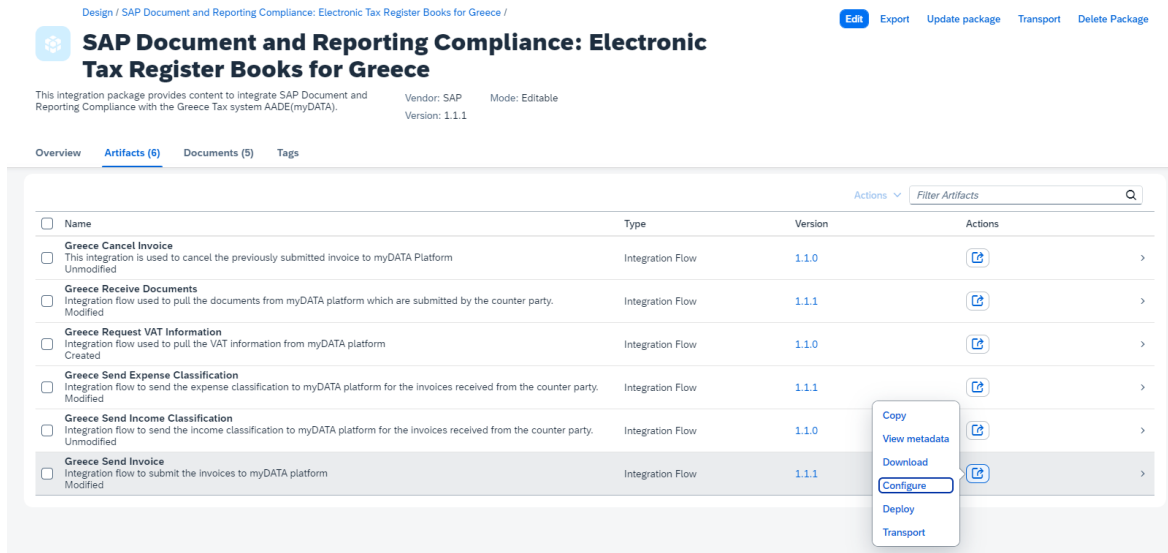 Design / SAP Document and Reporting Compliance: Electronic Tax Register Books for Greece /
Edit Export Update package Transport Delete Package
SAP Document and Reporting Compliance: Electronic
Tax Register Books for Greece
This integration package provides content to integrate SAP Document and
Reporting Compliance with the Greece Tax system AADE(myDATA).
Vendor: SAP Mode: Editable
Version: 1.1.1
Overview Artifacts (6) Documents (5) Tags
Actions Filter Artifacts
Name Type Version Actions
Greece Cancel Invoice
This integration is used to cancel the previously submitted invoice to myDATA Platform
Unmodified
Integration Flow 1.1.0
Greece Receive Documents
Integration flow used to pull the documents from myDATA platform which are submitted by the counter party.
Modified
Integration Flow 1.1.1
Greece Request VAT Information
Integration flow used to pull the VAT information from myDATA platform
Created
Integration Flow 1.1.0
Greece Send Expense Classification
Integration flow to send the expense classification to myDATA platform for the invoices received from the counter party.
Modified
Integration Flow 1.1.1
Greece Send Income Classification
Integration flow to send the income classification to myDATA platform for the invoices received from the counter party.
Unmodified
Integration Flow 1.1.0
Greece Send Invoice
Integration flow to submit the invoices to myDATA platform
Modified
Integration Flow 1.1.1
Copy
View metadata
Download
Configure
Deploy
Transport